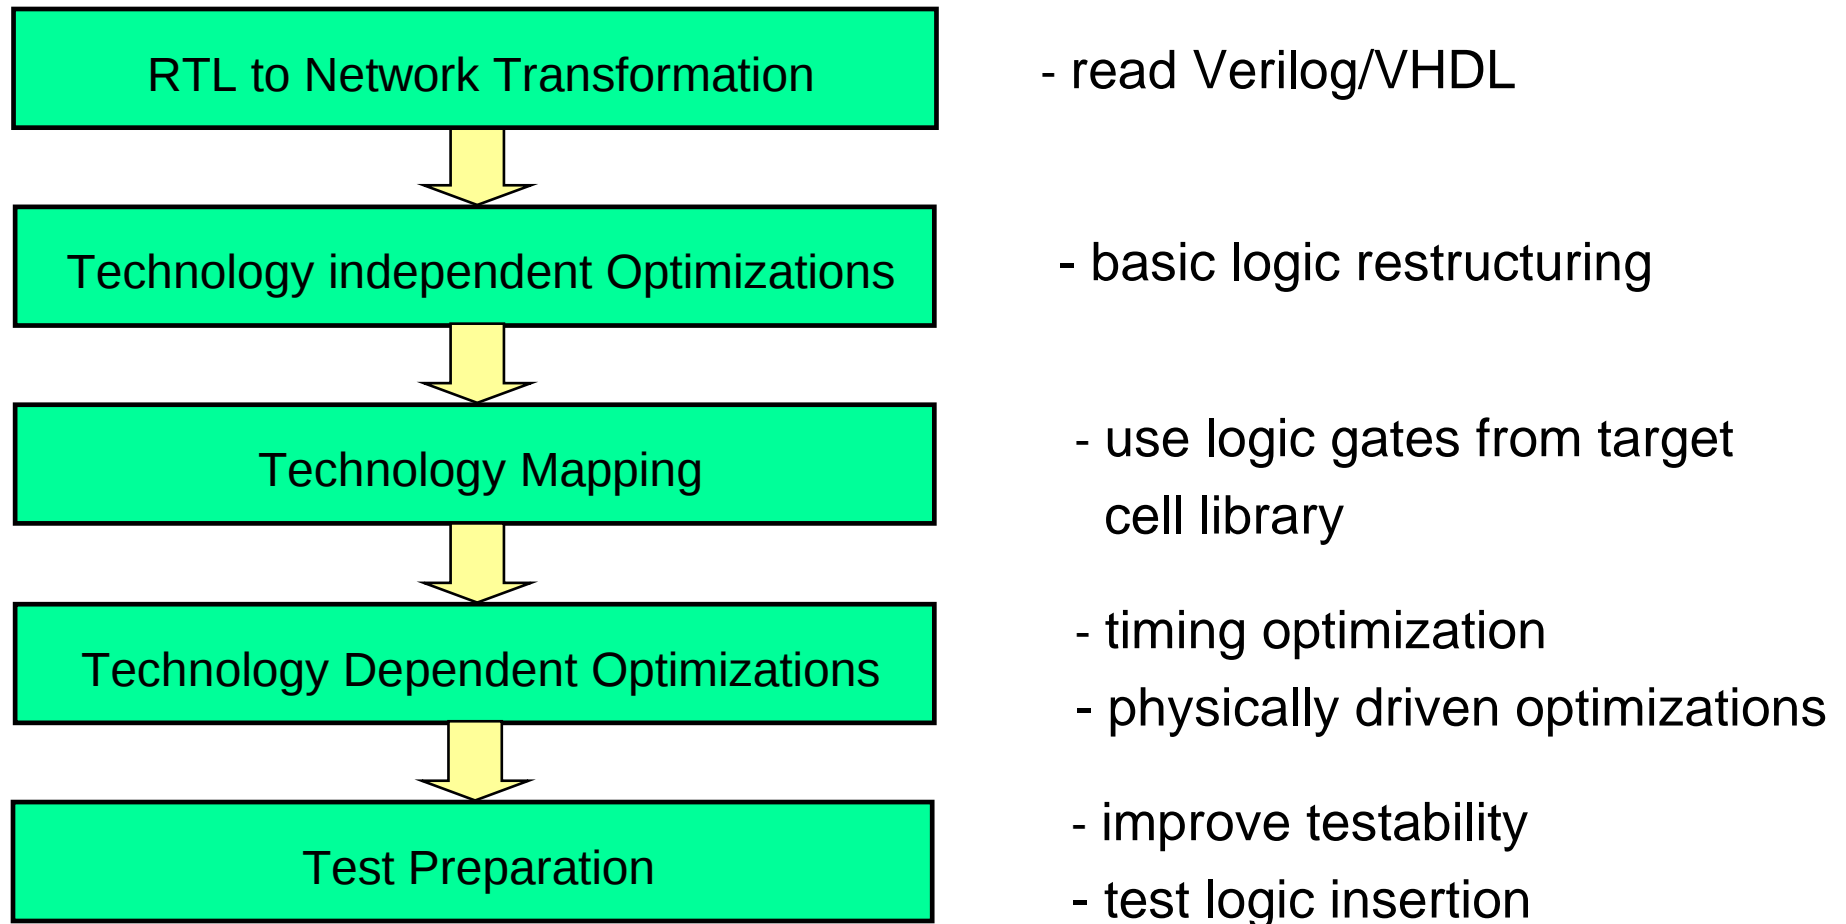 RTL to Network Transformation
- read Verilog/VHDL
Technology independent Optimizations
- basic logic restructuring
Technology Mapping
- use logic gates from target
cell library
Technology Dependent Optimizations
- timing optimization
- physically driven optimizations
Test Preparation
- improve testability
- test logic insertion